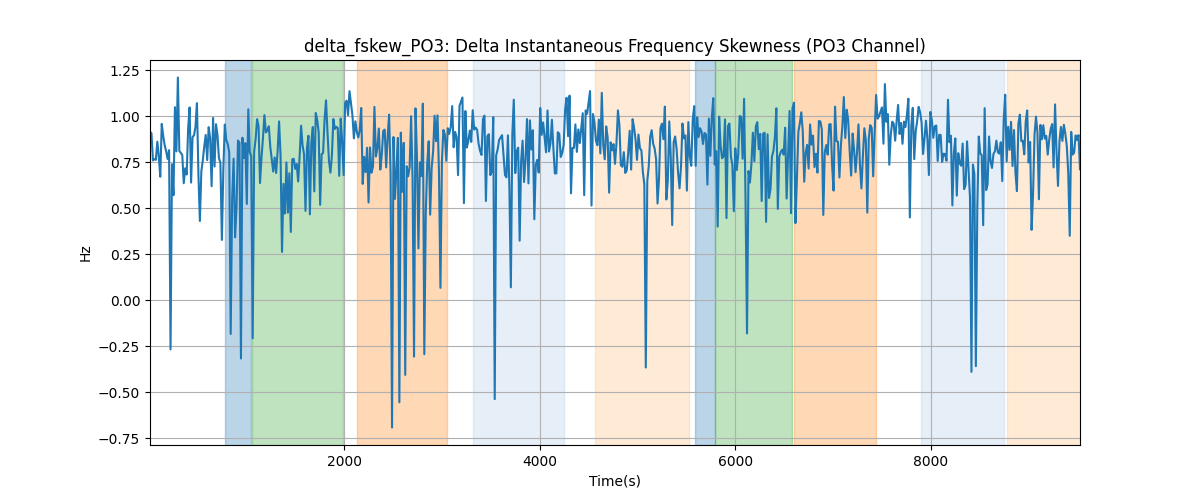 delta_fskew_PO3: Delta Instantaneous Frequency Skewness (PO3 Channel)
1.25
1.00
0.75
0.50
0.25
0.00
−0.25
−0.50
−0.75
Hz
2000 4000 6000 8000
Time(s)